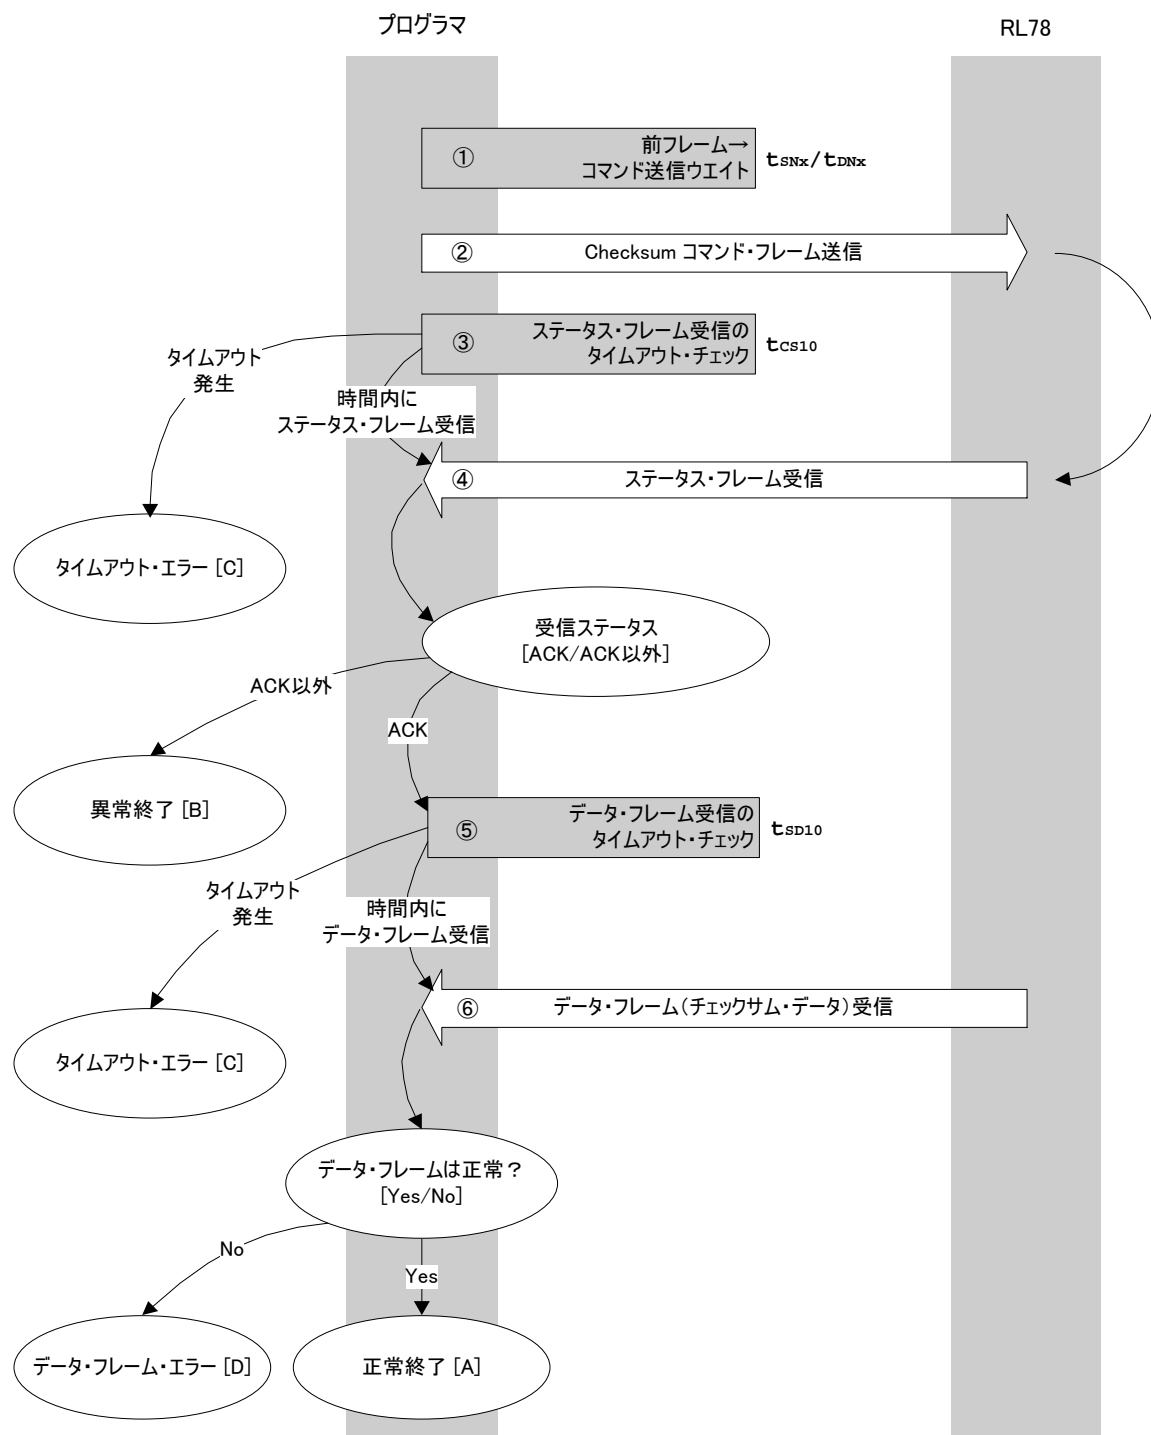 プログラマ
RL78
①
前フレーム→
コマンド送信ウエイト
tSNx/tDNx
②
Checksum コマンド・フレーム送信
③
ステータス・フレーム受信の
タイムアウト・チェック
tCS10
タイムアウト
発生
時間内に
ステータス・フレーム受信
④
ステータス・フレーム受信
タイムアウト・エラー [C]
受信ステータス
[ACK/ACK以外]
ACK以外
ACK
異常終了 [B]
⑤
データ・フレーム受信の
タイムアウト・チェック
tSD10
タイムアウト
発生
時間内に
データ・フレーム受信
⑥
データ・フレーム(チェックサム・データ)受信
タイムアウト・エラー [C]
データ・フレームは正常？
[Yes/No]
No
Yes
データ・フレーム・エラー [D]
正常終了 [A]